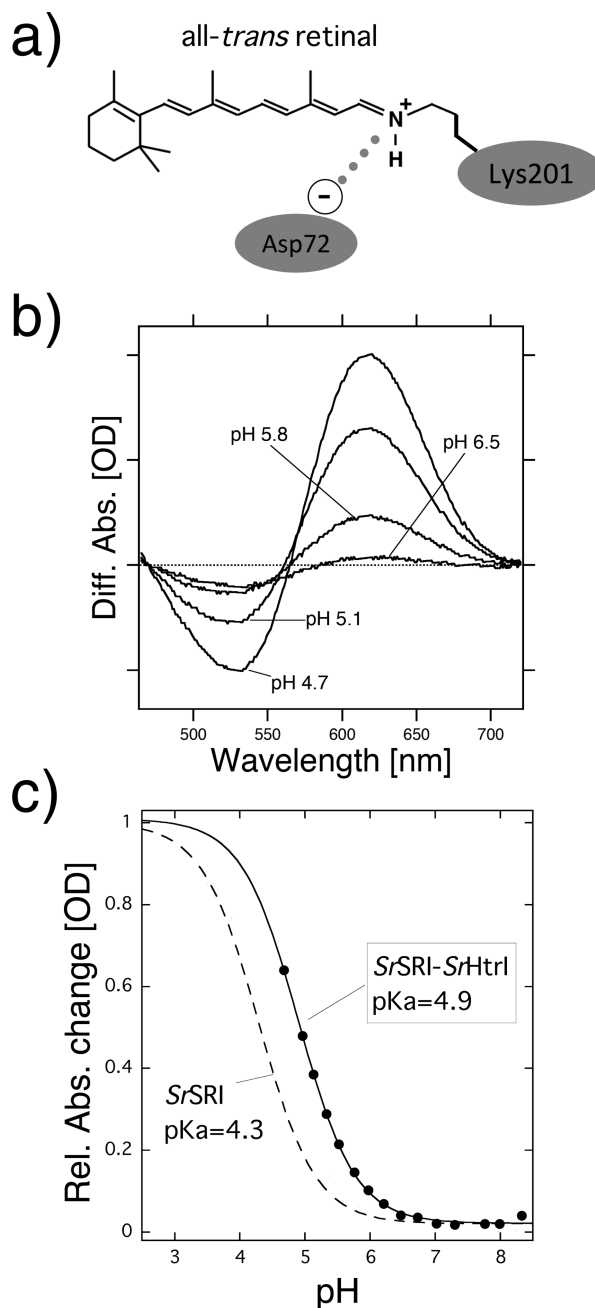 a)
all-trans retinal
N
+
H
Lys201
-
Asp72
b)
Diff. Abs. [OD]
pH 5.8
pH 6.5
pH 5.1
pH 4.7
500
550
600
650
700
Wavelength [nm]
c)
Rel. Abs. change [OD]
1
0.8
0.6
0.4
0.2
0
SrSRI-SrHtrI
pKa=4.9
SrSRI
pKa=4.3
3
4
5
6
7
8
pH